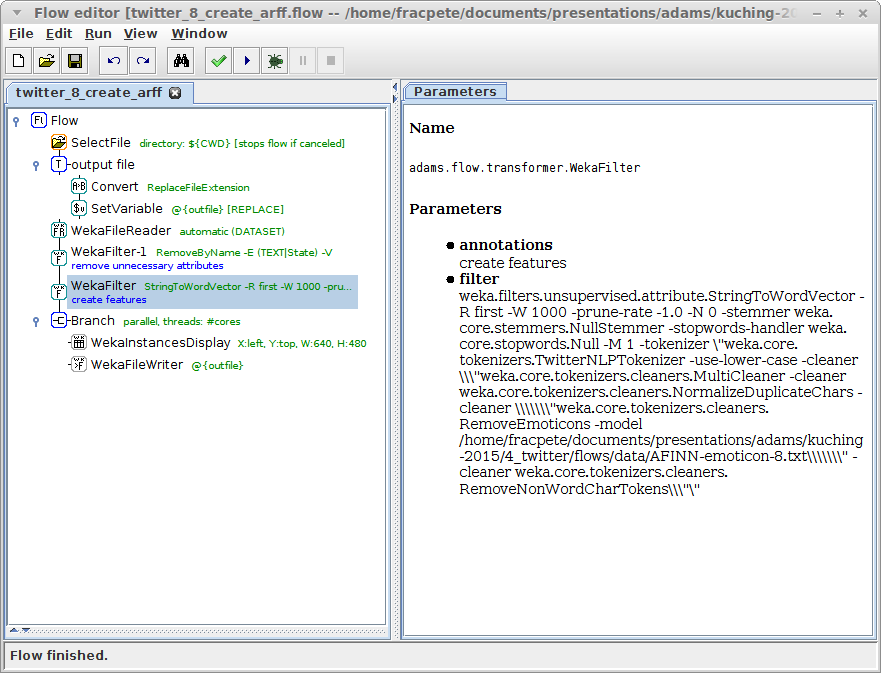 Flow editor [twitter_8_create_arff.flow -- /home/fracpete/documents/presentations/adams/kuching-20
File Edit Run View Window
twitter_8_create_arff
Flow
SelectFile directory: ${CWD} [stops flow if canceled]
output file
Convert ReplaceFileExtension
SetVariable @{outfile} [REPLACE]
WekaFileReader automatic (DATASET)
WekaFilter-1 RemoveByName -E (TEXT|State) -V
remove unnecessary attributes
WekaFilter StringToWordVector -R first -W 1000 -pru...
create features
Branch parallel, threads: #cores
WekaInstancesDisplay X:left, Y:top, W:640, H:480
WekaFileWriter @{outfile}
Parameters
Name
adams.flow.transformer.WekaFilter
Parameters
annotations
create features
filter
weka.filters.unsupervised.attribute.StringToWordVector -
R first -W 1000 -prune-rate -1.0 -N 0 -stemmer weka.
core.stemmers.NullStemmer -stopwords-handler weka.
core.stopwords.Null -M 1 -tokenizer \"weka.core.
tokenizers.TwitterNLPTokenizer -use-lower-case -cleaner
\\\"weka.core.tokenizers.cleaners.MultiCleaner -cleaner
weka.core.tokenizers.cleaners.NormalizeDuplicateChars -
cleaner \\\\\\\"weka.core.tokenizers.cleaners.
RemoveEmoticons -model
/home/fracpete/documents/presentations/adams/kuching
-2015/4_twitter/flows/data/AFINN-emoticon-8.txt\\\\\\\" -
cleaner weka.core.tokenizers.cleaners.
RemoveNonWordCharTokens\\\"\"
Flow finished.